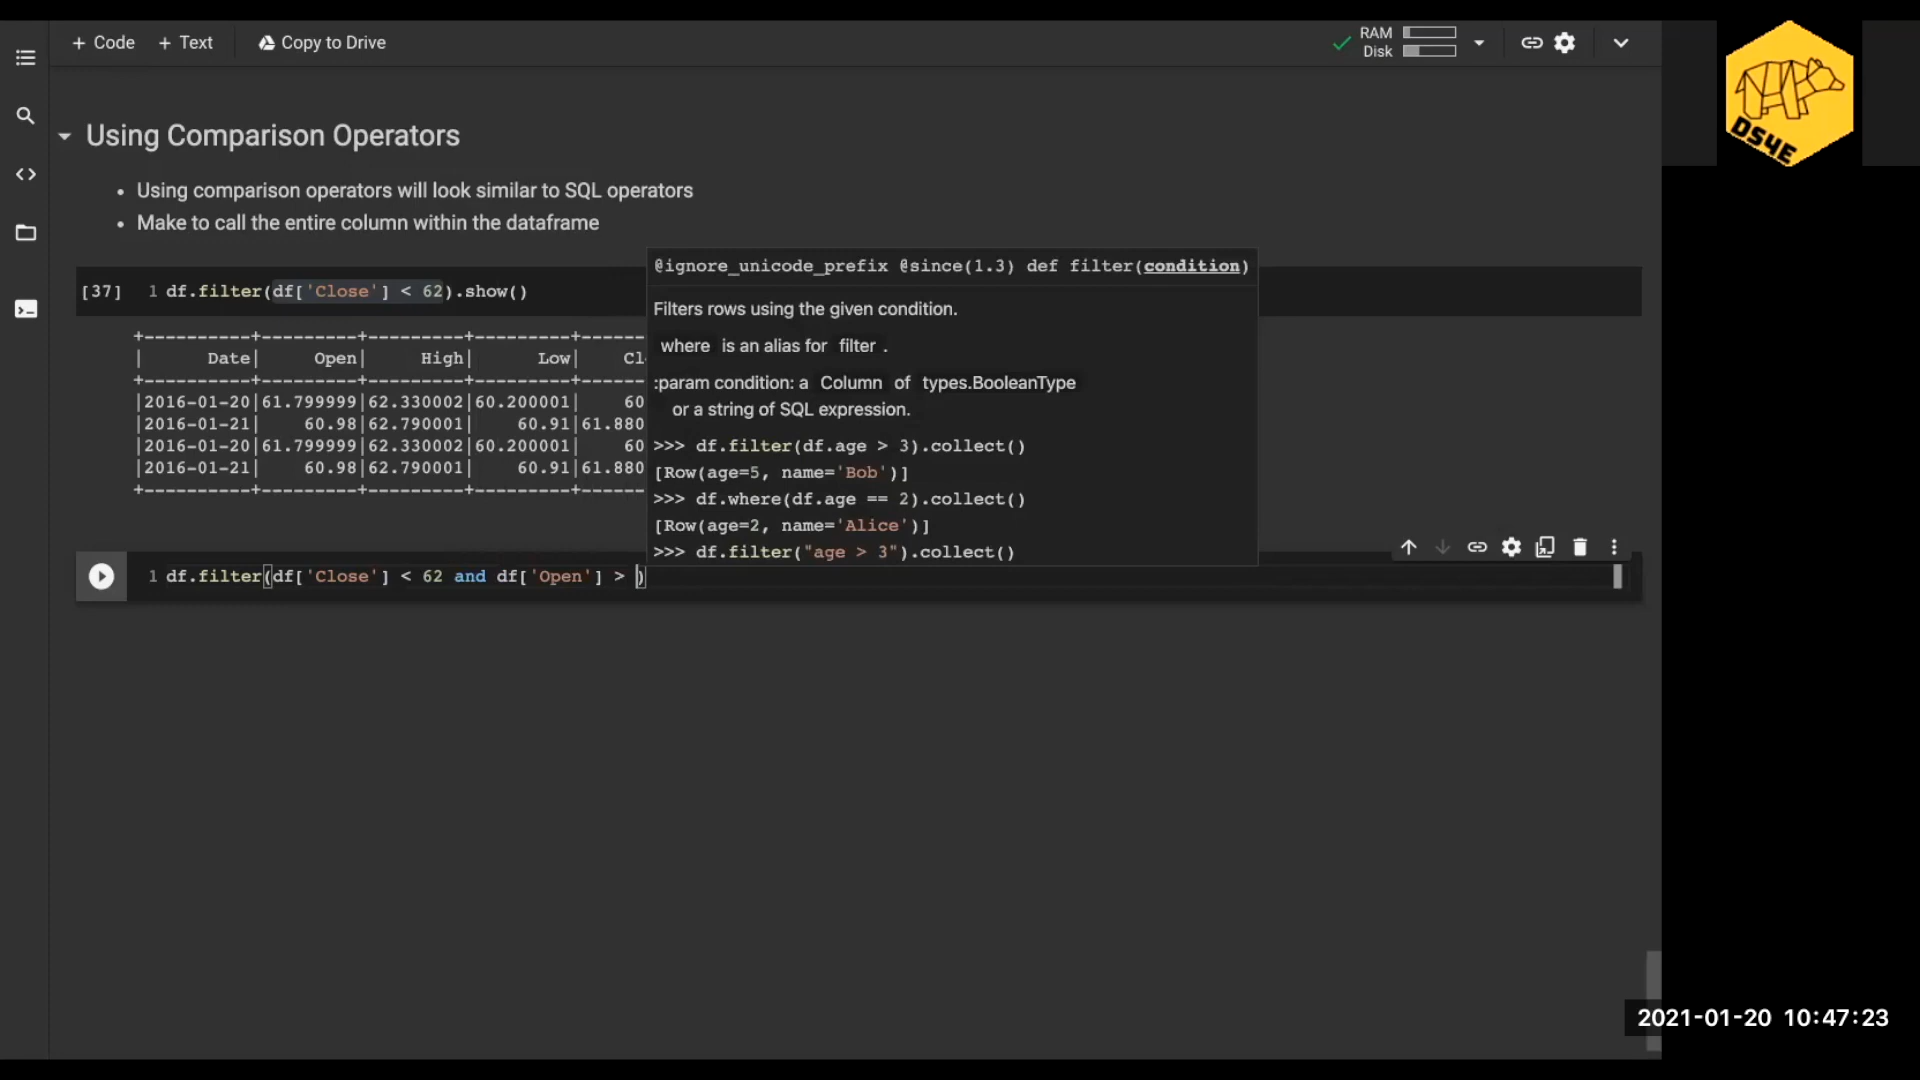 + Code + Text Copy to Drive
RAM
Disk
DS4E
Using Comparison Operators
• Using comparison operators will look similar to SQL operators
• Make to call the entire column within the dataframe
[37] 1 df.filter(df['Close'] < 62).show()
+----------+---------+---------+---------+------
| Date| Open| High| Low| Cl
+----------+---------+---------+---------+------
|2016-01-20|61.799999|62.330002|60.200001| 60
|2016-01-21| 60.98|62.790001| 60.91|61.880
|2016-01-20|61.799999|62.330002|60.200001| 60
|2016-01-21| 60.98|62.790001| 60.91|61.880
+----------+---------+---------+---------+------
@ignore_unicode_prefix @since(1.3) def filter(condition)
Filters rows using the given condition.
where is an alias for filter .
:param condition: a Column of types.BooleanType
or a string of SQL expression.
>>> df.filter(df.age > 3).collect()
[Row(age=5, name='Bob')]
>>> df.where(df.age == 2).collect()
[Row(age=2, name='Alice')]
>>> df.filter("age > 3").collect()
1 df.filter(df['Close'] < 62 and df['Open'] > )
2021-01-20 10:47:23